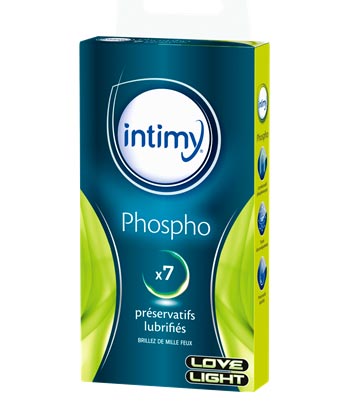 intimy
Phospho
x7
préservatifs
lubrifiés
BRILLEZ DE MILLE FEUX
LOVE
LIGHT
intimy
Phospho